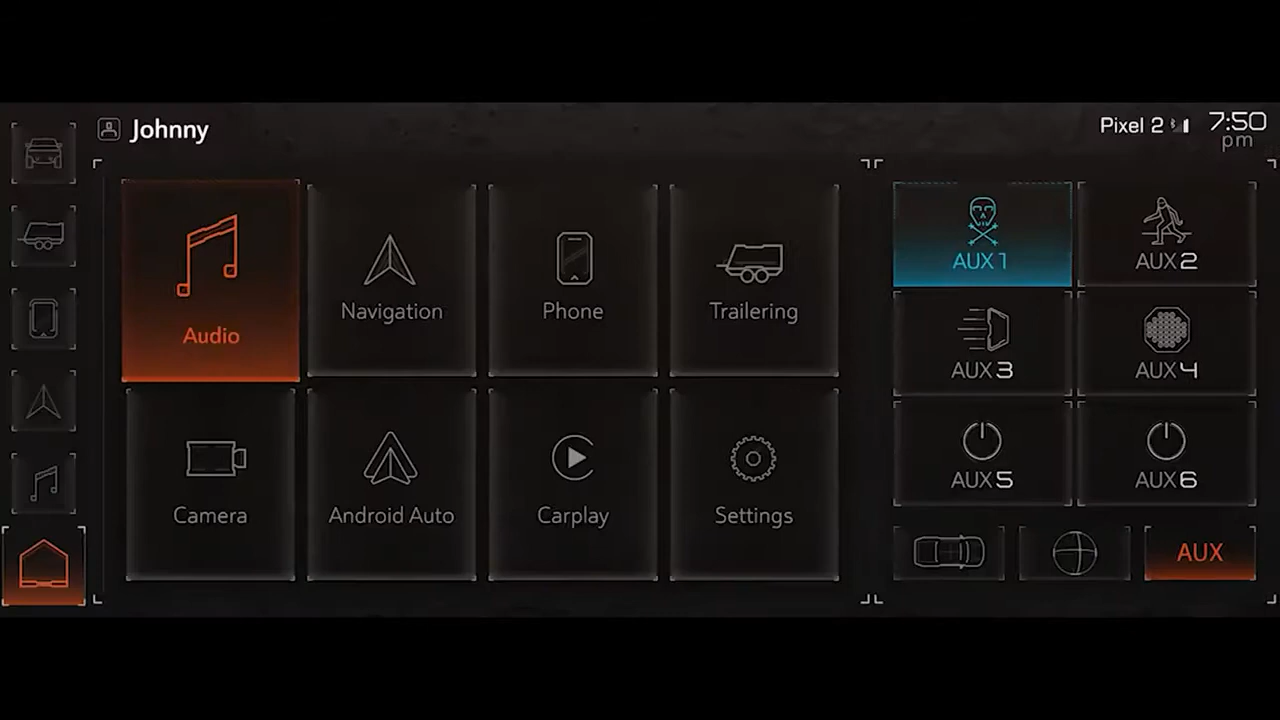 Johnny
Pixel 2
7:50
pm
Audio
Navigation
Phone
Trailering
Camera
Android Auto
Carplay
Settings
AUX 1
AUX 2
AUX 3
AUX 4
AUX 5
AUX 6
AUX